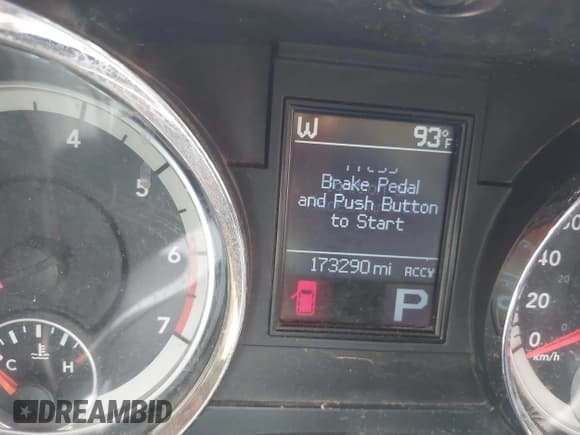 W 93°F
Brake Pedal
and Push Button
to Start
173290 mi ACCY
P
4
5
6
7
C H
40
20
0
km/h
DREAMBID